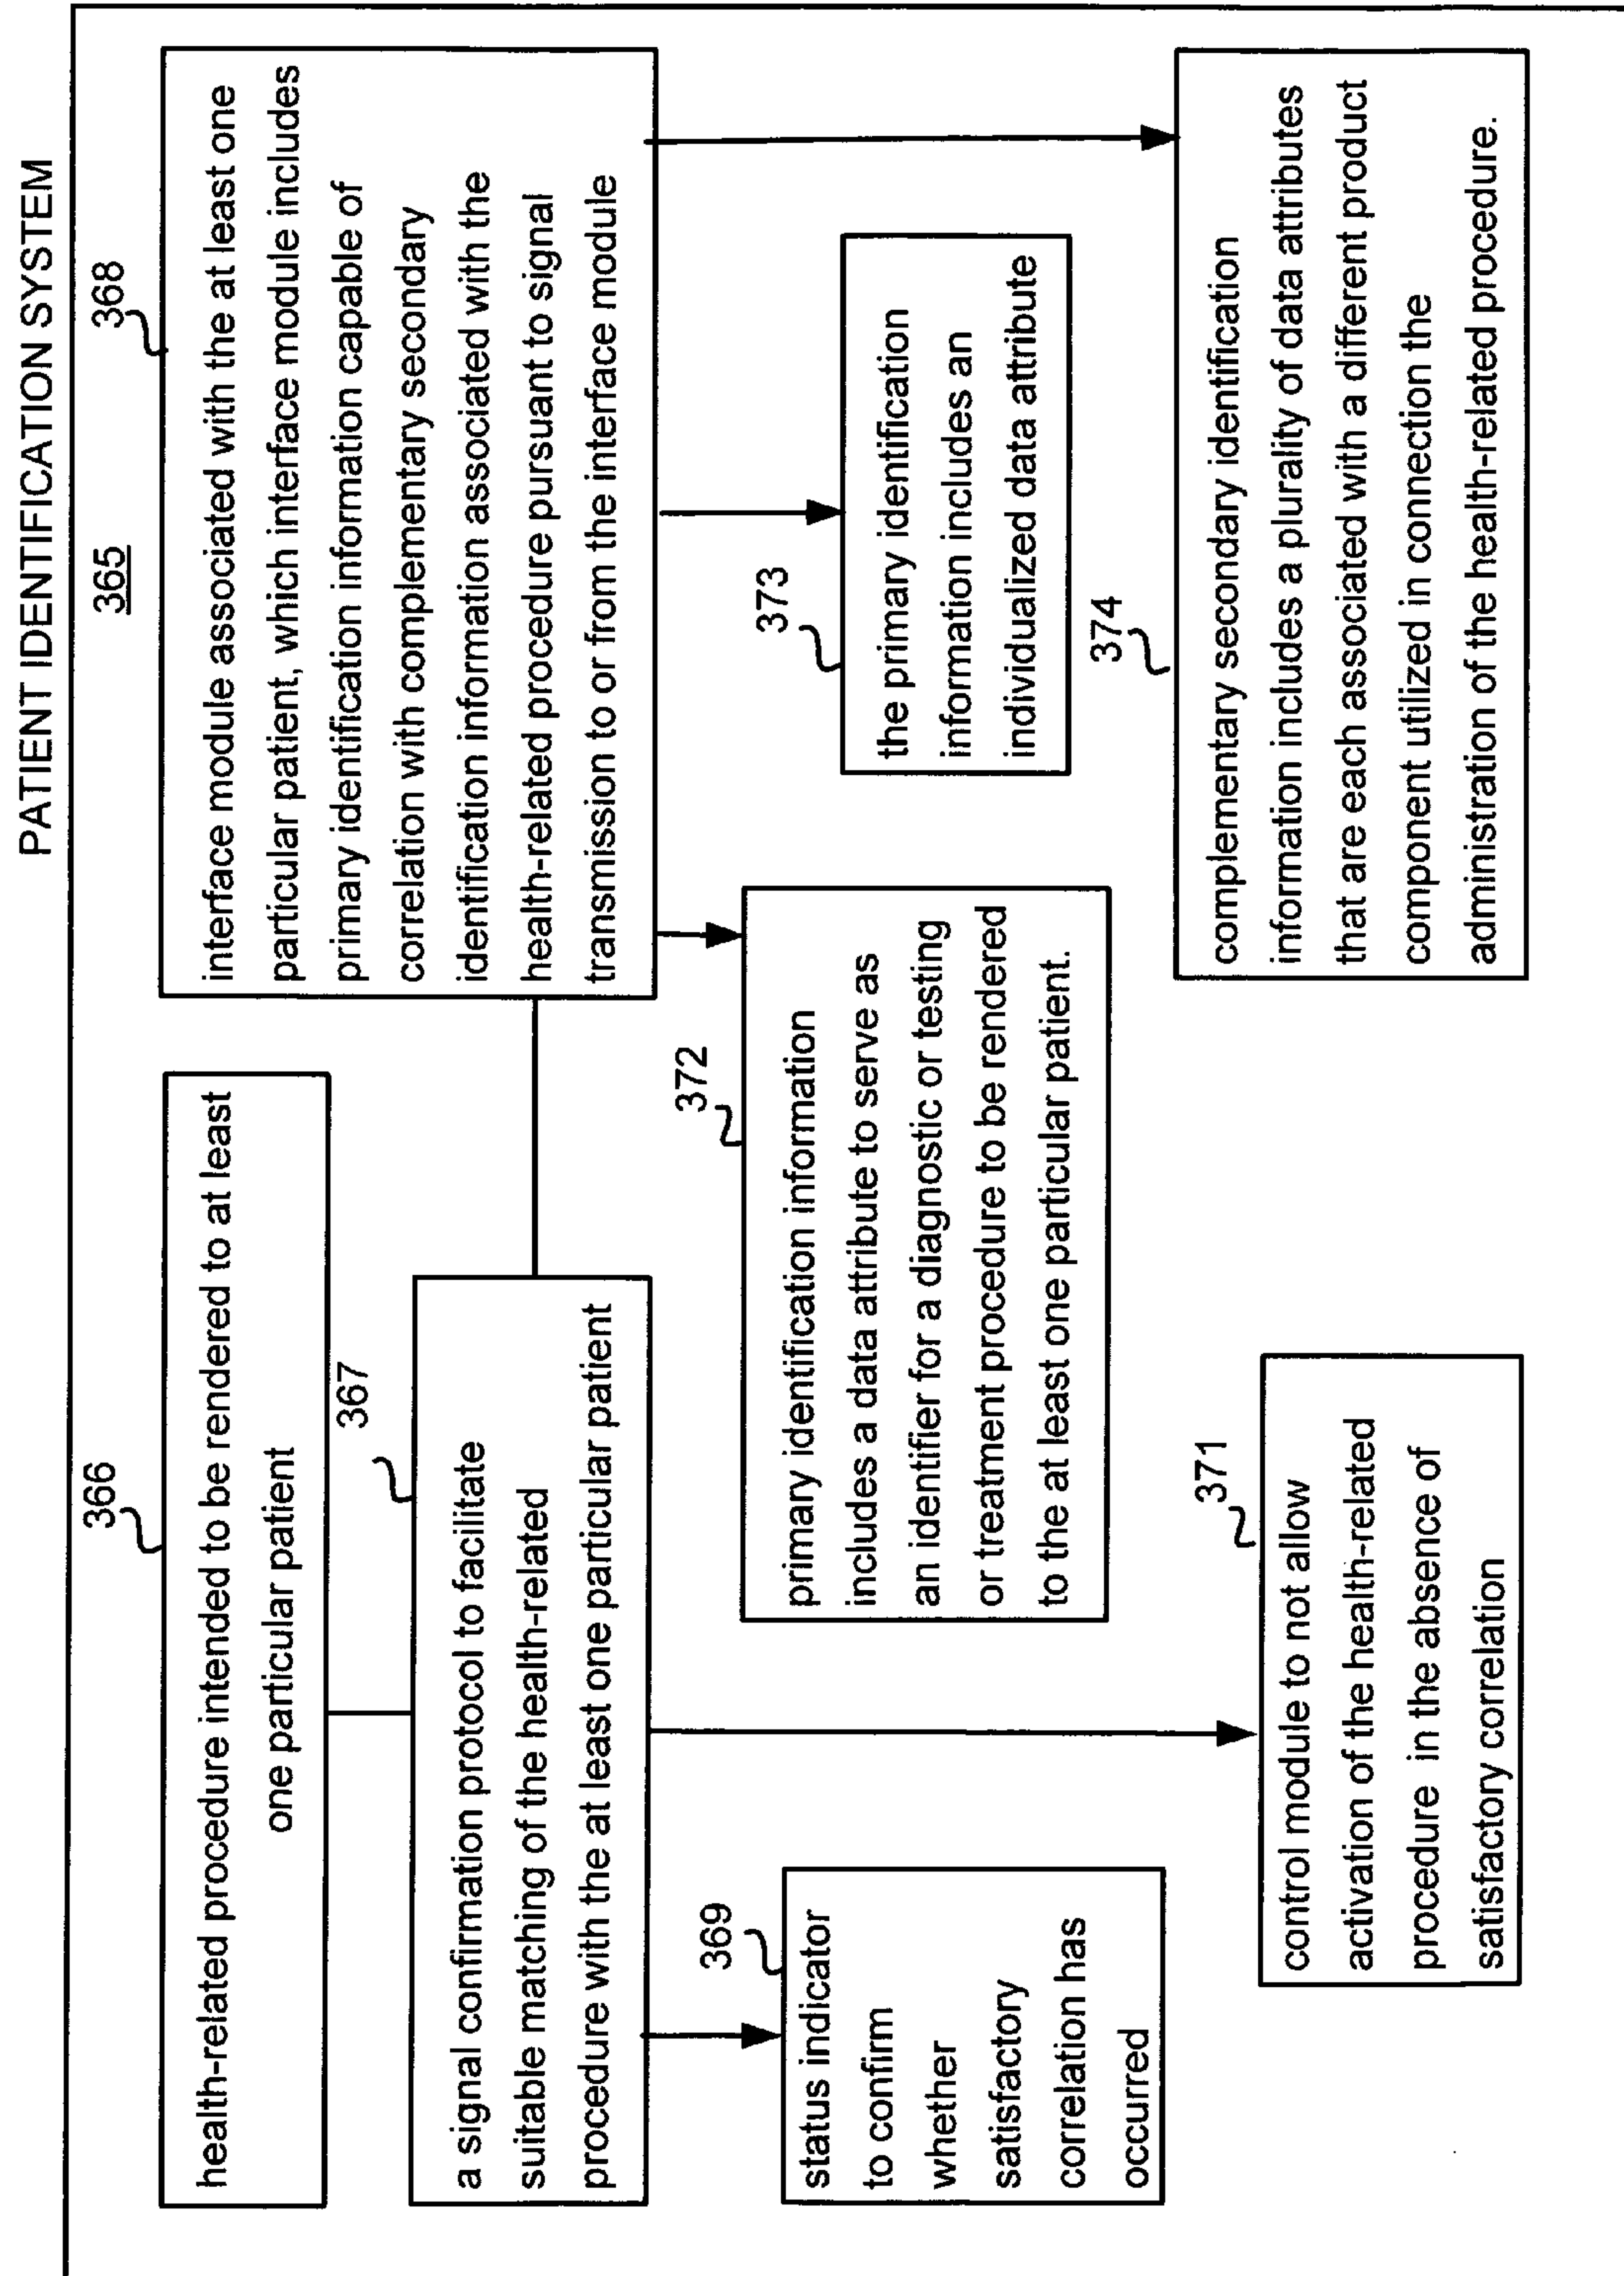 PATIENT IDENTIFICATION SYSTEM
365
366
health-related procedure intended to be rendered to at least
one particular patient
367
a signal confirmation protocol to facilitate
suitable matching of the health-related
procedure with the at least one particular patient
368
interface module associated with the at least one
particular patient, which interface module includes
primary identification information capable of
correlation with complementary secondary
identification information associated with the
health-related procedure pursuant to signal
transmission to or from the interface module
369
status indicator
to confirm
whether
satisfactory
correlation has
occurred
371
control module to not allow
activation of the health-related
procedure in the absence of
satisfactory correlation
372
primary identification information
includes a data attribute to serve as
an identifier for a diagnostic or testing
or treatment procedure to be rendered
to the at least one particular patient.
373
the primary identification
information includes an
individualized data attribute
374
complementary secondary identification
information includes a plurality of data attributes
that are each associated with a different product
component utilized in connection the
administration of the health-related procedure.